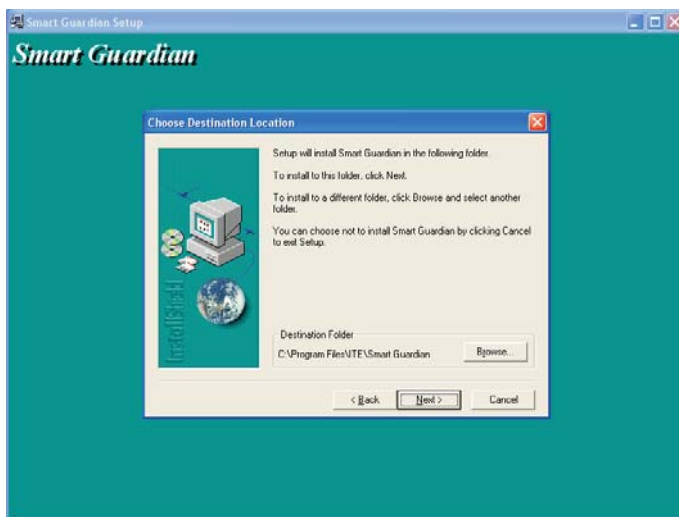 Smart Guardian Setup
Smart Guardian
Choose Destination Location
Setup will install Smart Guardian in the following folder.
To install to this folder, click Next.
To install to a different folder, click Browse and select another
folder.
You can choose not to install Smart Guardian by clicking Cancel
to exit Setup.
InstallShield
Destination Folder
C:\Program Files\ITE\Smart Guardian
Browse...
< Back
Next >
Cancel